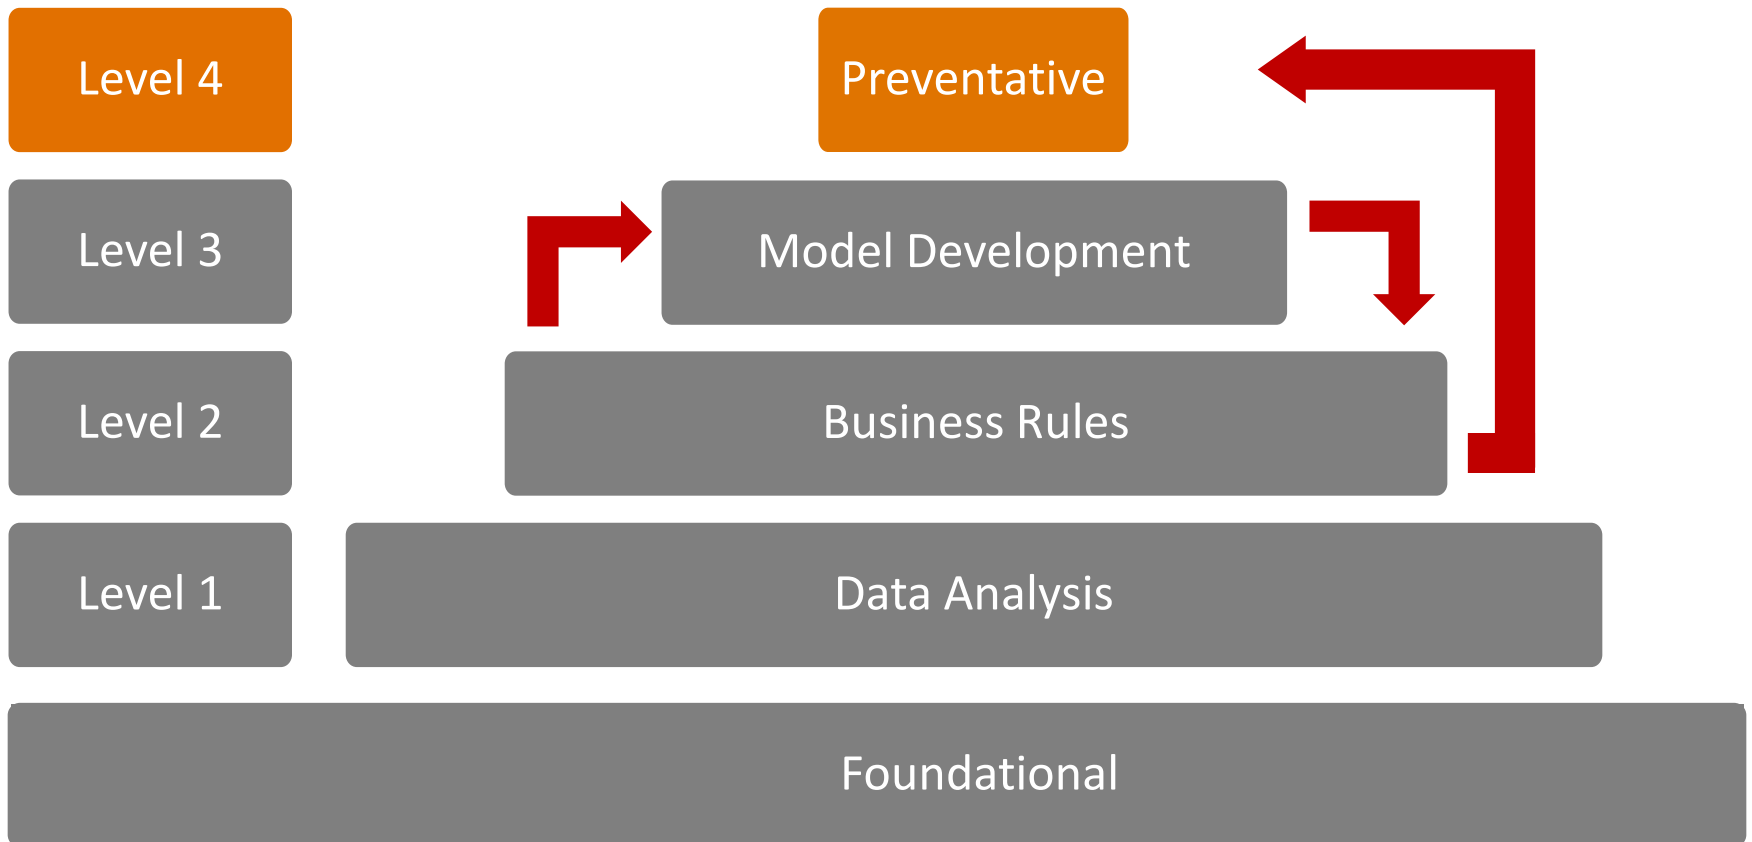 Level 4
Preventative
Level 3
Model Development
Level 2
Business Rules
Level 1
Data Analysis
Foundational